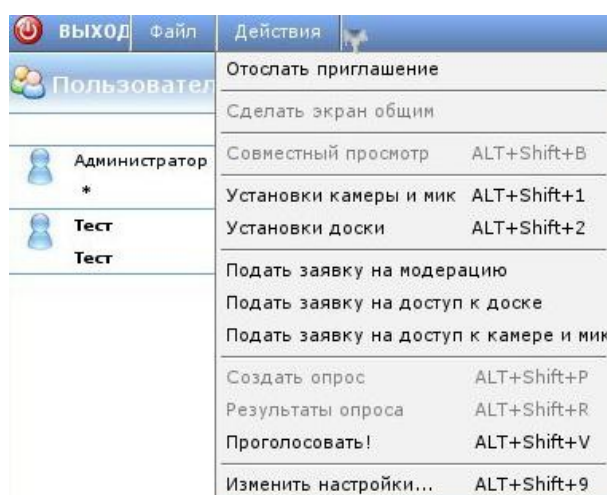 выход Файл Действия
Пользовател
Отослать приглашение
Сделать экран общим
Совместный просмотр ALT+Shift+B
Администратор
*
Установки камеры и мик ALT+Shift+1
Тест
Установки доски ALT+Shift+2
Тест
Подать заявку на модерацию
Подать заявку на доступ к доске
Подать заявку на доступ к камере и мик
Создать опрос ALT+Shift+P
Результаты опроса ALT+Shift+R
Проголосовать! ALT+Shift+V
Изменить настройки... ALT+Shift+9